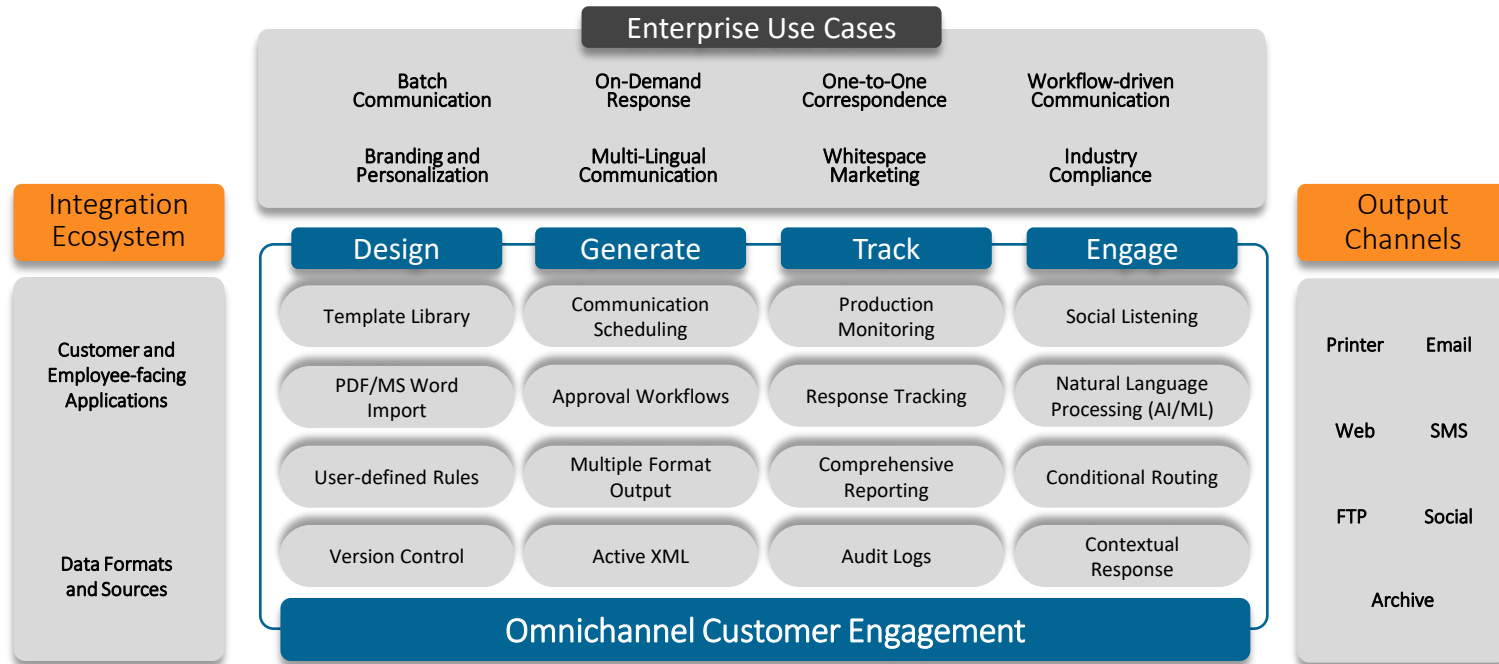 Enterprise Use Cases
Batch
Communication
On-Demand
Response
One-to-One
Correspondence
Workflow-driven
Communication
Branding and
Personalization
Multi-Lingual
Communication
Whitespace
Marketing
Industry
Compliance
Integration
Ecosystem
Customer and
Employee-facing
Applications
Data Formats
and Sources
Design
Template Library
PDF/MS Word
Import
User-defined Rules
Version Control
Generate
Communication
Scheduling
Approval Workflows
Multiple Format
Output
Active XML
Track
Production
Monitoring
Response Tracking
Comprehensive
Reporting
Audit Logs
Engage
Social Listening
Natural Language
Processing (AI/ML)
Conditional Routing
Contextual
Response
Omnichannel Customer Engagement
Output
Channels
Printer
Email
Web
SMS
FTP
Social
Archive